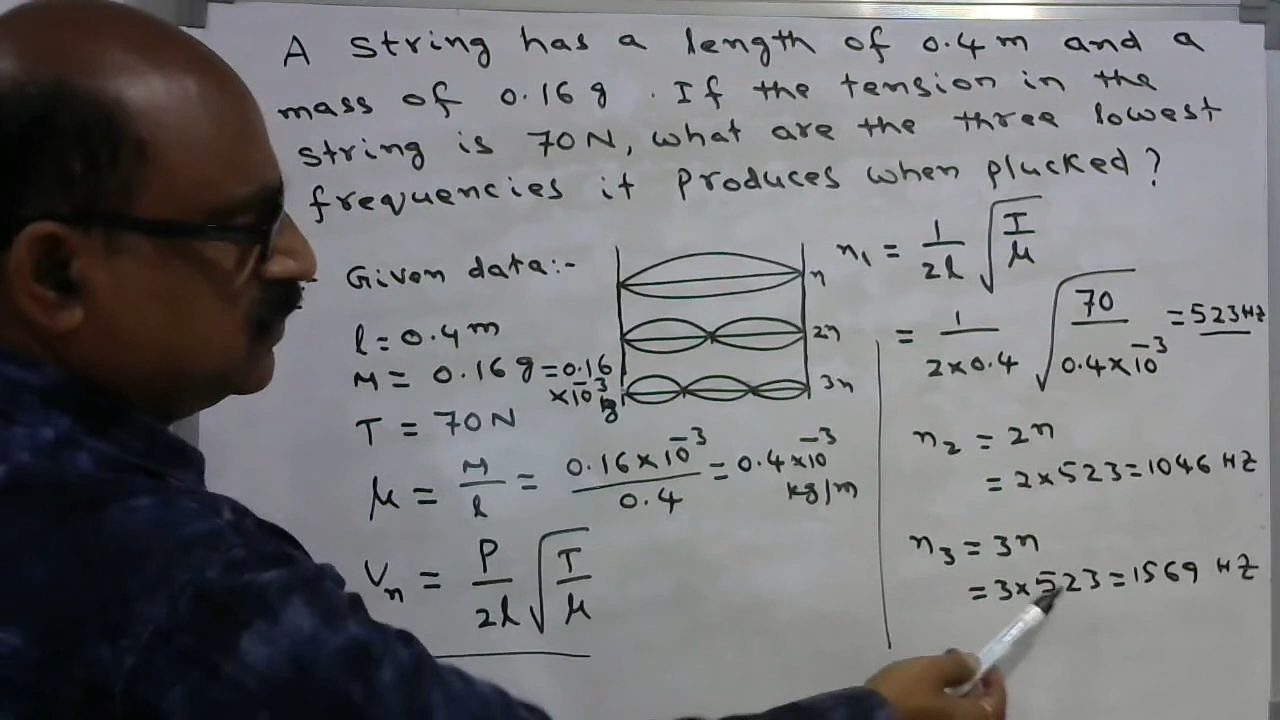 A string has a length of 0.4 m and a
mass of 0.16 g . If the tension in the
string is 70N, what are the three lowest
frequencies it produces when plucked?
Given data:-
l = 0.4 m
M = 0.16 g = 0.16
×10⁻³ kg
T = 70N
μ = M/l = 0.16×10⁻³/0.4 = 0.4×10⁻³
kg/m
Vₙ = P/2l √T/μ
n
2n
3n
n₁ = 1/2l √T/μ
= 1/2×0.4 √70/0.4×10⁻³ = 523 HZ
n₂ = 2n
= 2×523 = 1046 HZ
n₃ = 3n
= 3×523 = 1569 HZ